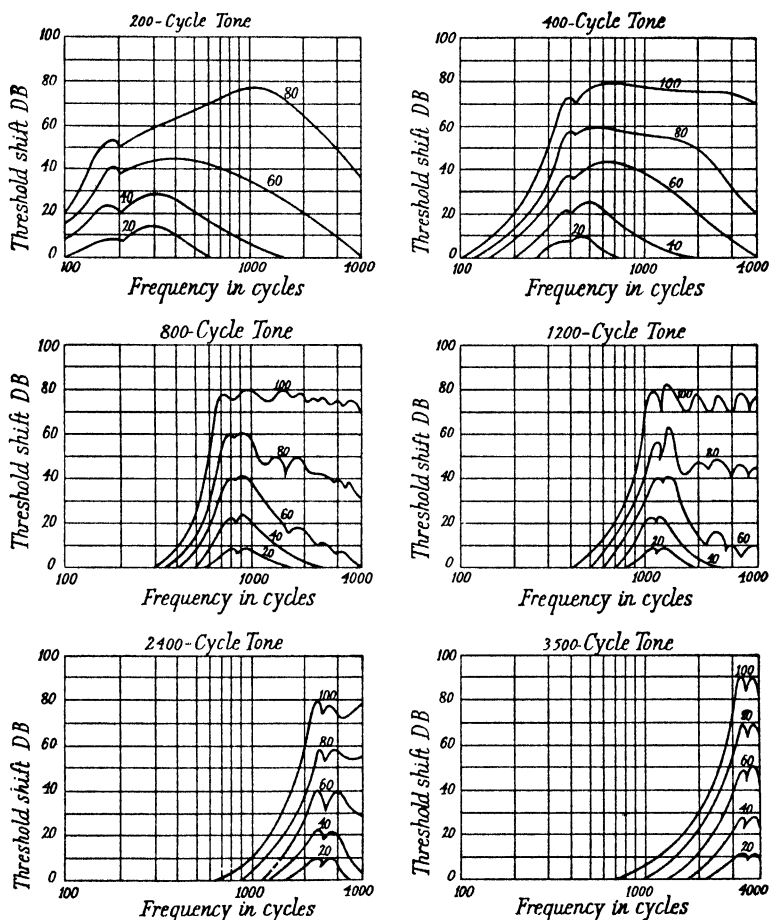 200-Cycle Tone
Threshold shift DB
100
80
60
40
20
0
80
60
40
20
100 1000 4000
Frequency in cycles
400-Cycle Tone
Threshold shift DB
100
80
60
40
20
0
100
80
60
40
20
100 1000 4000
Frequency in cycles
800-Cycle Tone
Threshold shift DB
100
80
60
40
20
0
100
80
60
40
20
100 1000 4000
Frequency in cycles
1200-Cycle Tone
Threshold shift DB
100
80
60
40
20
0
100
80
60
40
20
100 1000 4000
Frequency in cycles
2400-Cycle Tone
Threshold shift DB
100
80
60
40
20
0
100
80
60
40
20
100 1000 4000
Frequency in cycles
3500-Cycle Tone
Threshold shift DB
100
80
60
40
20
0
100
80
60
40
20
100 1000 4000
Frequency in cycles